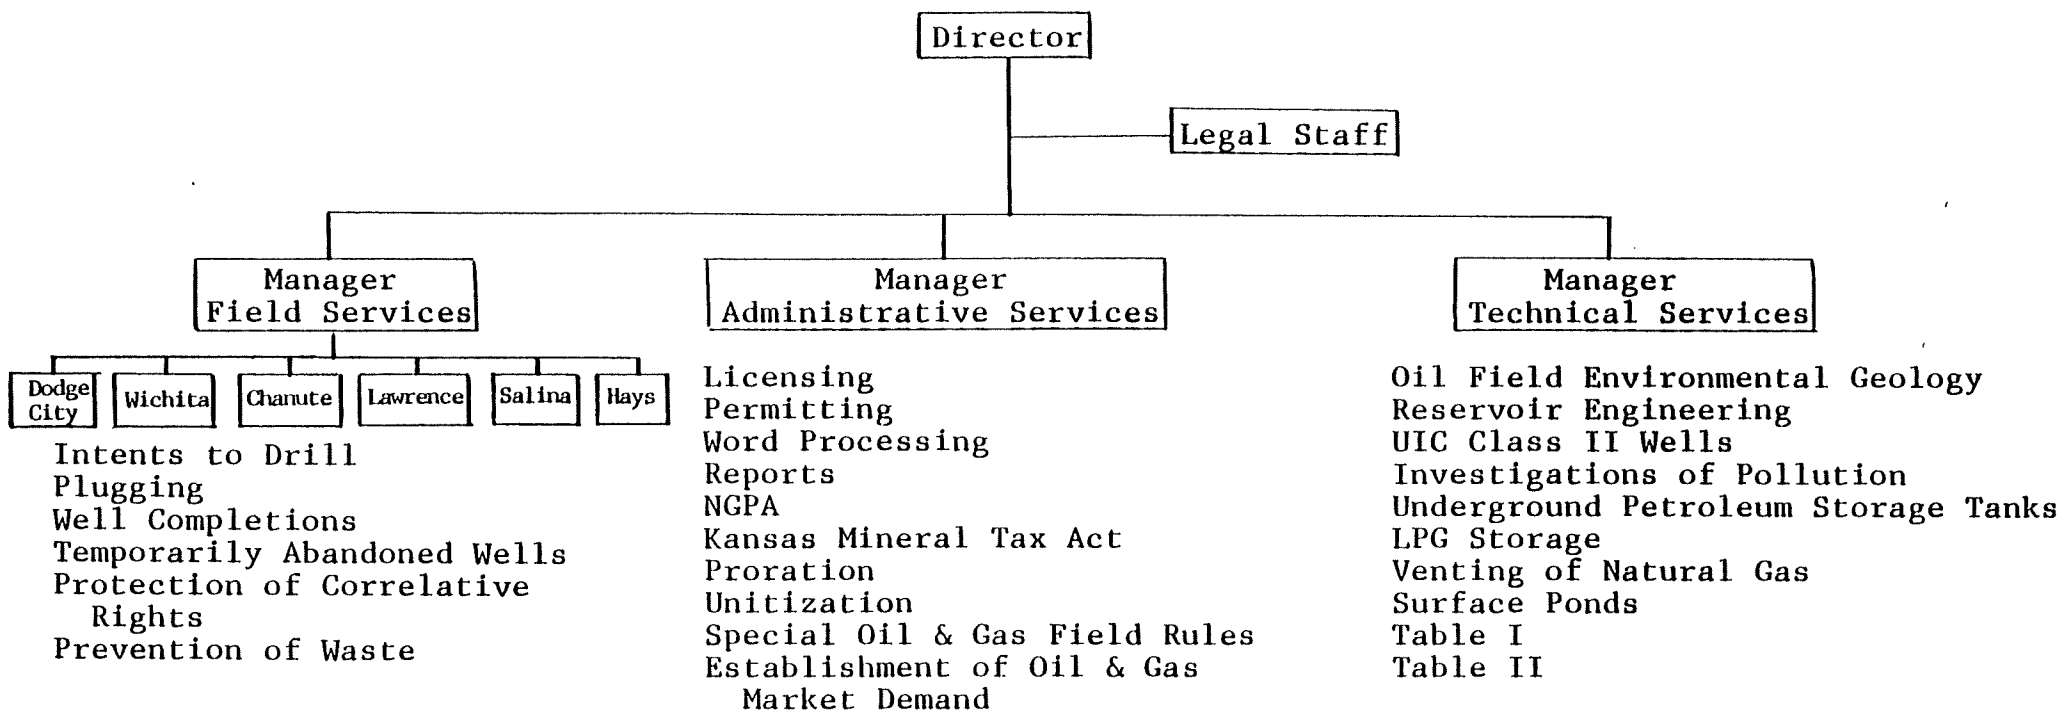 Director
Legal Staff
Manager
Field Services
Manager
Administrative Services
Manager
Technical Services
Dodge
City
Wichita
Chanute
Lawrence
Salina
Hays
Intents to Drill
Plugging
Well Completions
Temporarily Abandoned Wells
Protection of Correlative
Rights
Prevention of Waste
Licensing
Permitting
Word Processing
Reports
NGPA
Kansas Mineral Tax Act
Proration
Unitization
Special Oil & Gas Field Rules
Establishment of Oil & Gas
Market Demand
Oil Field Environmental Geology
Reservoir Engineering
UIC Class II Wells
Investigations of Pollution
Underground Petroleum Storage Tanks
LPG Storage
Venting of Natural Gas
Surface Ponds
Table I
Table II